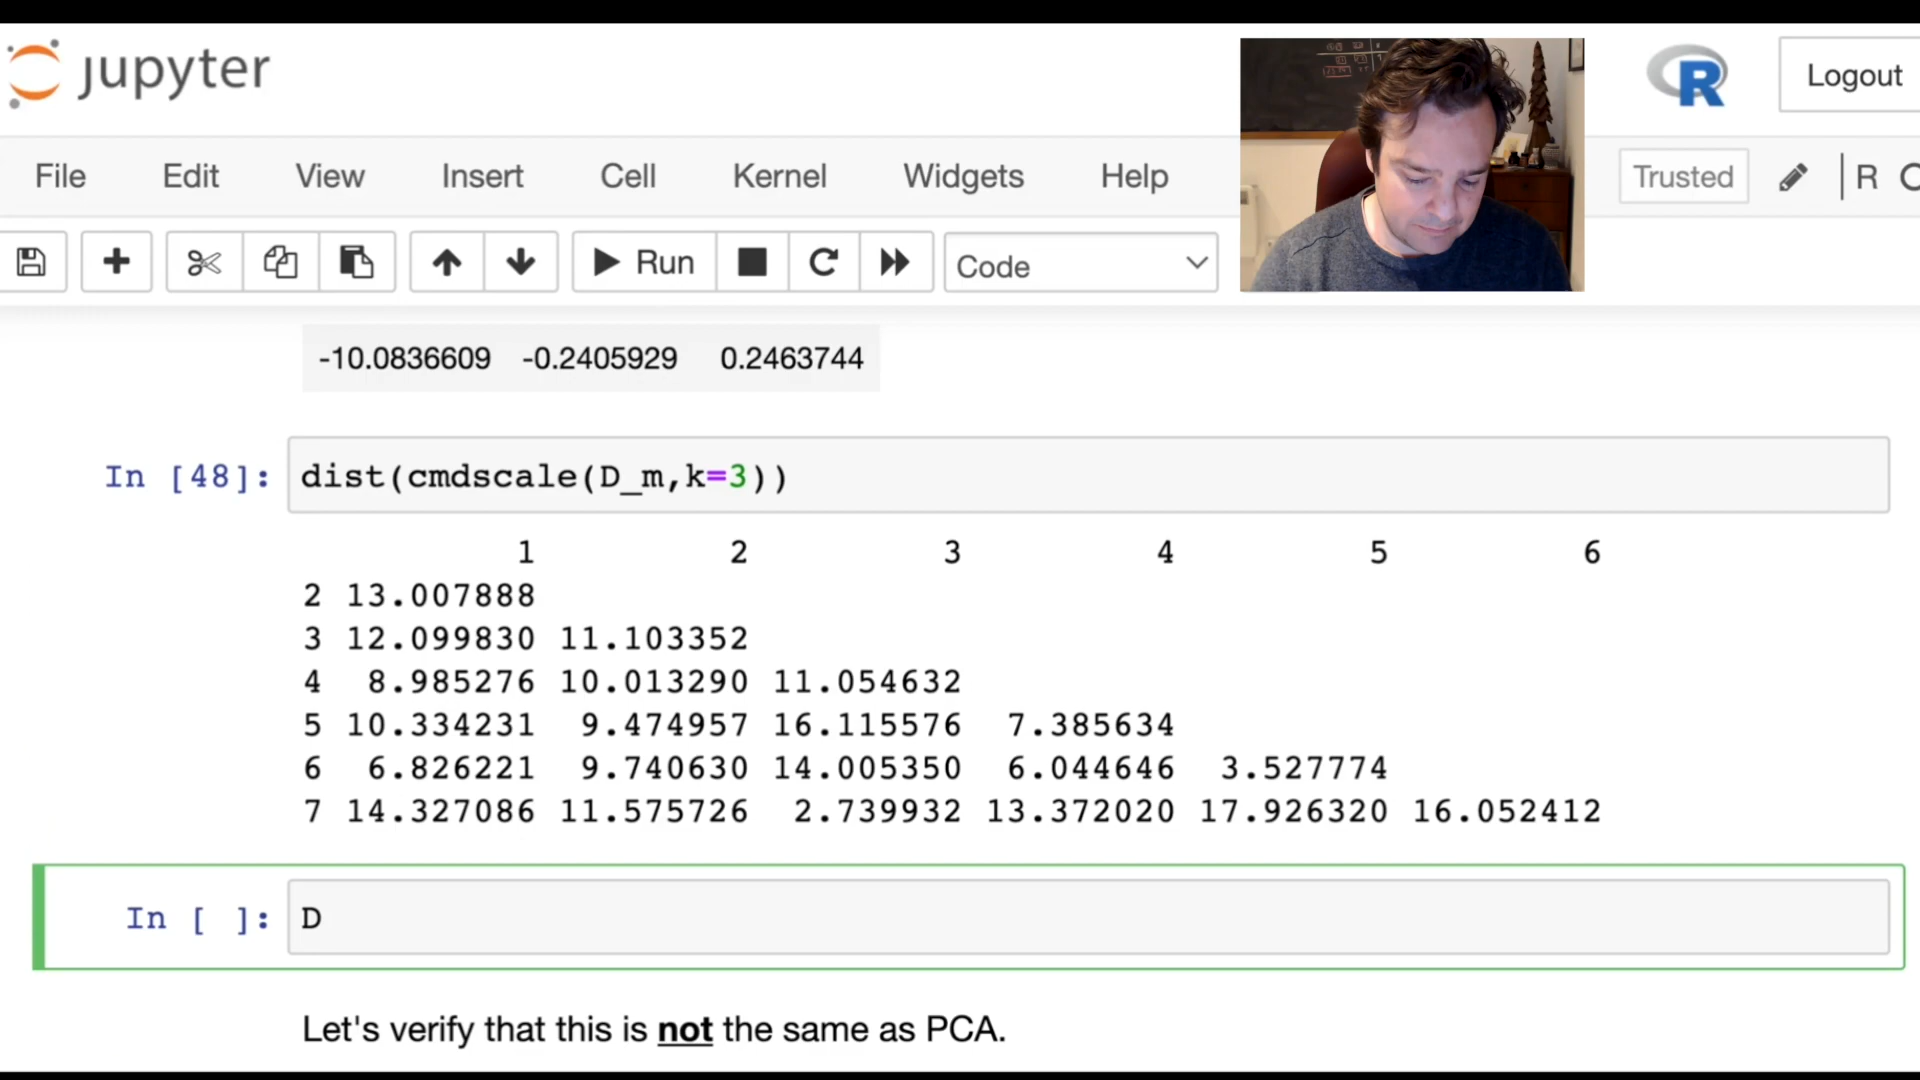 jupyter
R
Logout
File Edit View Insert Cell Kernel Widgets Help
Trusted
R
Run
Code
-10.0836609 -0.2405929 0.2463744
In [48]: dist(cmdscale(D_m,k=3))
1 2 3 4 5 6
2 13.007888
3 12.099830 11.103352
4 8.985276 10.013290 11.054632
5 10.334231 9.474957 16.115576 7.385634
6 6.826221 9.740630 14.005350 6.044646 3.527774
7 14.327086 11.575726 2.739932 13.372020 17.926320 16.052412
In [ ]: D
Let's verify that this is not the same as PCA.